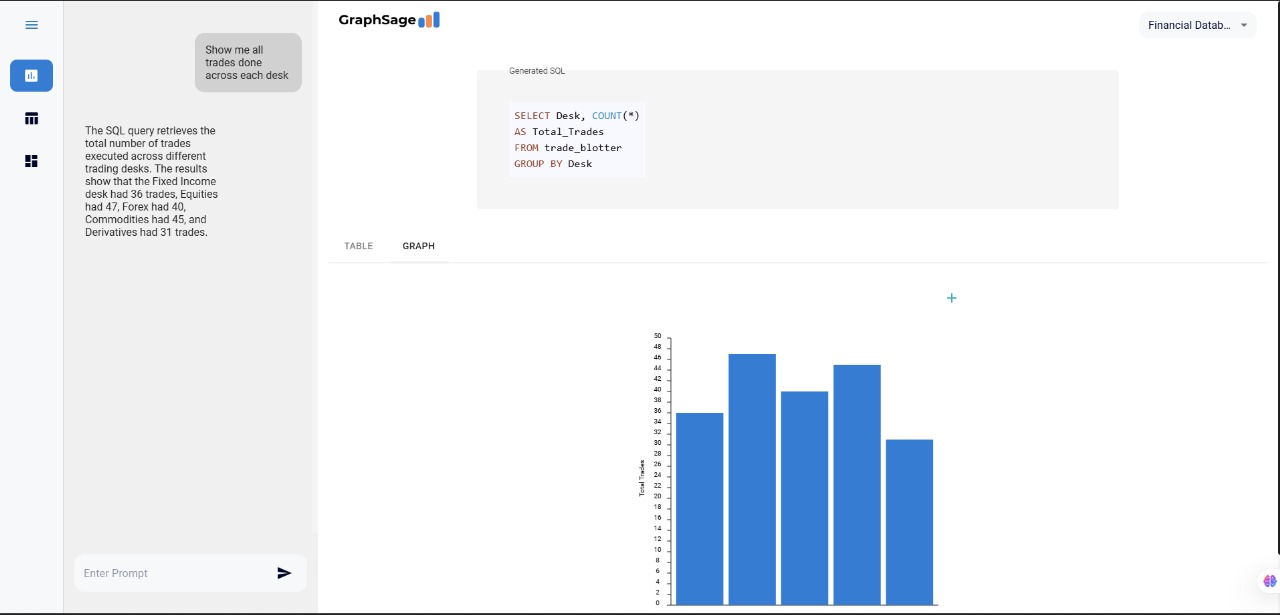 GraphSage
Financial Datab...
Show me all
trades done
across each desk
The SQL query retrieves the
total number of trades
executed across different
trading desks. The results
show that the Fixed Income
desk had 36 trades, Equities
had 47, Forex had 40,
Commodities had 45, and
Derivatives had 31 trades.
Enter Prompt
Generated SQL
SELECT Desk, COUNT(*)
AS Total_Trades
FROM trade_blotter
GROUP BY Desk
TABLE GRAPH
+
Total Trades
50
48
46
44
42
40
38
36
34
32
30
28
26
24
22
20
18
16
14
12
10
8
6
4
2
0